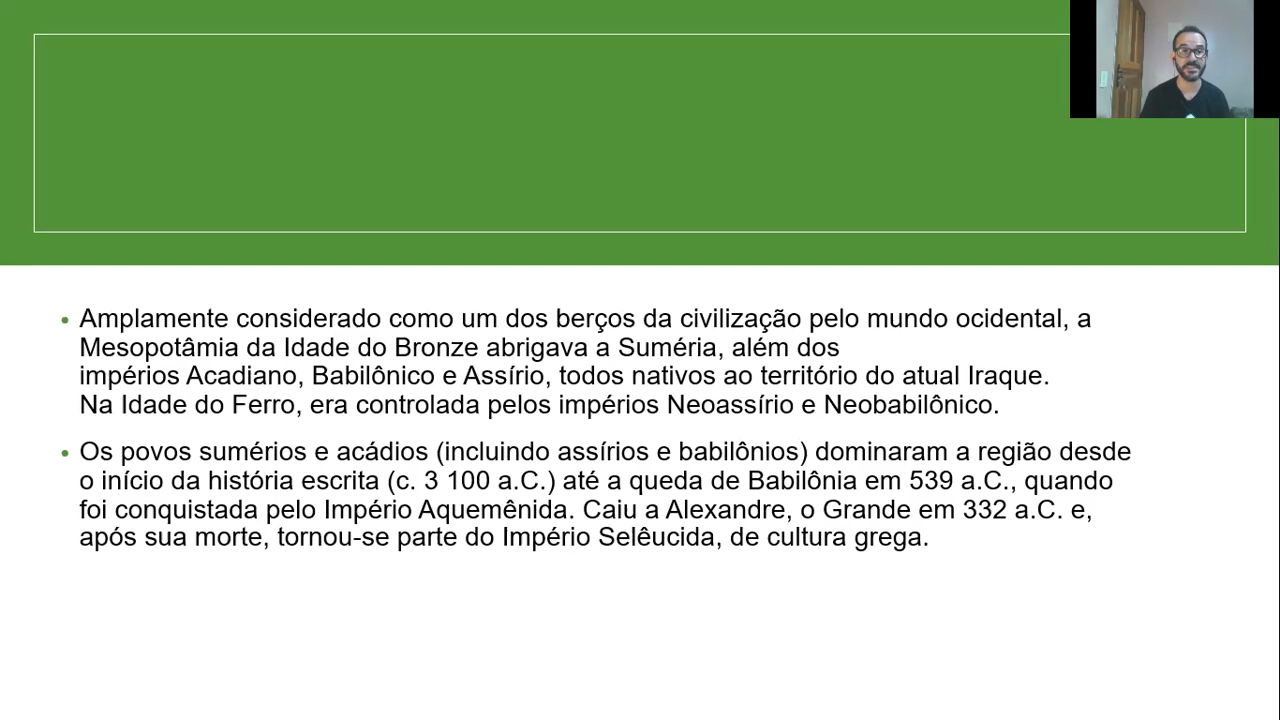 Amplamente considerado como um dos berços da civilização pelo mundo ocidental, a
Mesopotâmia da Idade do Bronze abrigava a Suméria, além dos
impérios Acadiano, Babilônico e Assírio, todos nativos ao território do atual Iraque.
Na Idade do Ferro, era controlada pelos impérios Neoassírio e Neobabilônico.
Os povos sumérios e acádios (incluindo assírios e babilônios) dominaram a região desde
o início da história escrita (c. 3 100 a.C.) até a queda de Babilônia em 539 a.C., quando
foi conquistada pelo Império Aquemênida. Caiu a Alexandre, o Grande em 332 a.C. e,
após sua morte, tornou-se parte do Império Selêucida, de cultura grega.